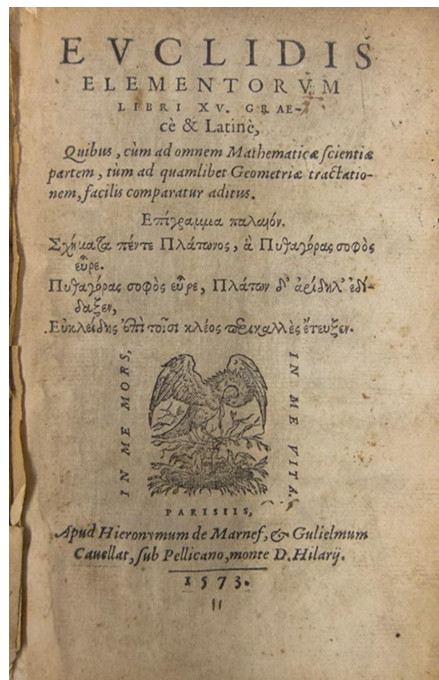 EVCLIDIS
ELEMENTORVM
LIBRI XV. GRAE-
cè & Latinè,
Quibus, cùm ad omnem Mathematicæ scientiæ
partem, tùm ad quamlibet Geometriæ tractatio-
nem, facilis comparatur aditus.
Επίγραμμα παλαιόν.
Σχήματα πέντε Πλάτωνος, ἃ Πυθαγόρας σοφὸς
εὗρε.
Πυθαγόρας σοφὸς εὗρε, Πλάτων δ' ἀρίδηλ' ἐδί-
δαξεν,
Εὐκλείδης ἐπὶ τοῖσι κλέος περικαλλὲς ἔτευξεν.
IN ME MORS,
IN ME VITA.
PARISIIS,
Apud Hieronymum de Marnef, & Gulielmum
Cauellat, sub Pellicano, monte D. Hilarij.
1573.